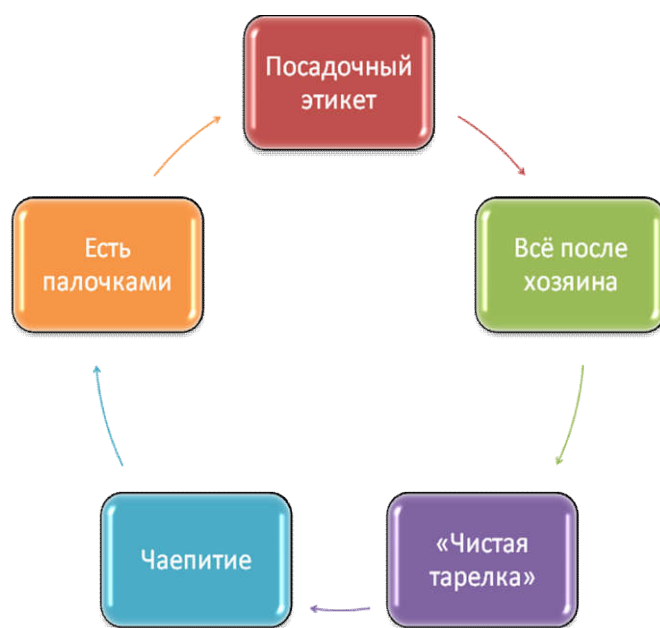 Посадочный
этикет
Всё после
хозяина
«Чистая
тарелка»
Чаепитие
Есть
палочками